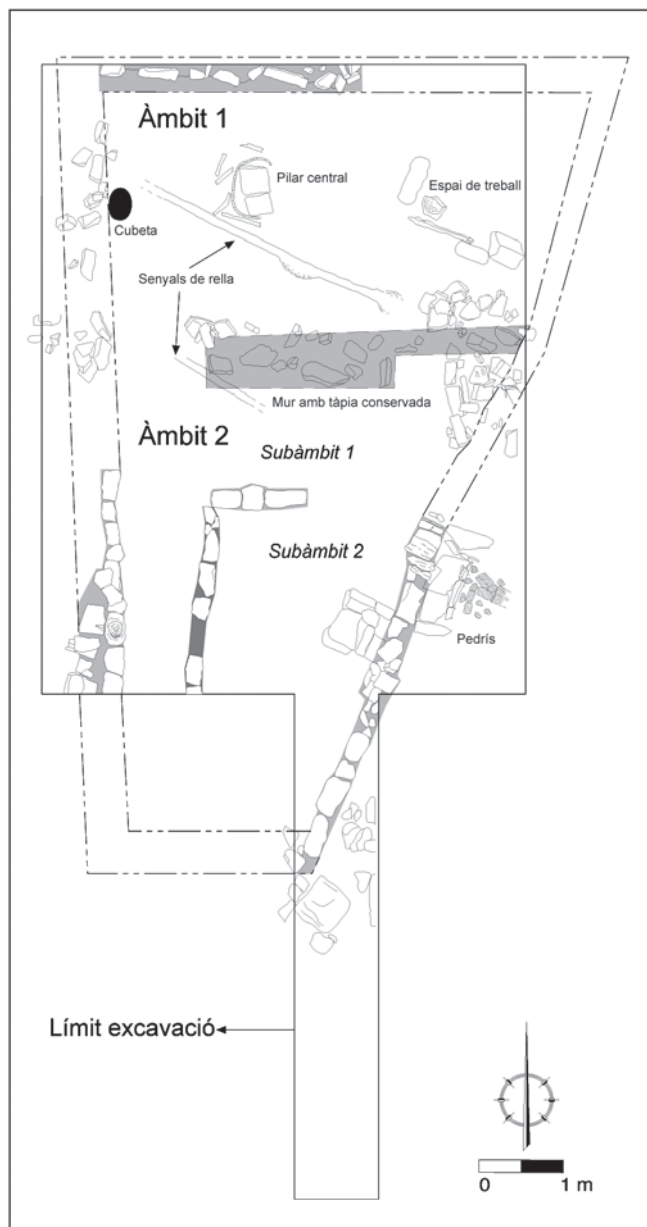 Àmbit 1
Pilar central
Espai de treball
Cubeta
Senyals de rella
Mur amb tàpia conservada
Àmbit 2
Subàmbit 1
Subàmbit 2
Pedrís
Límit excavació
0 1 m